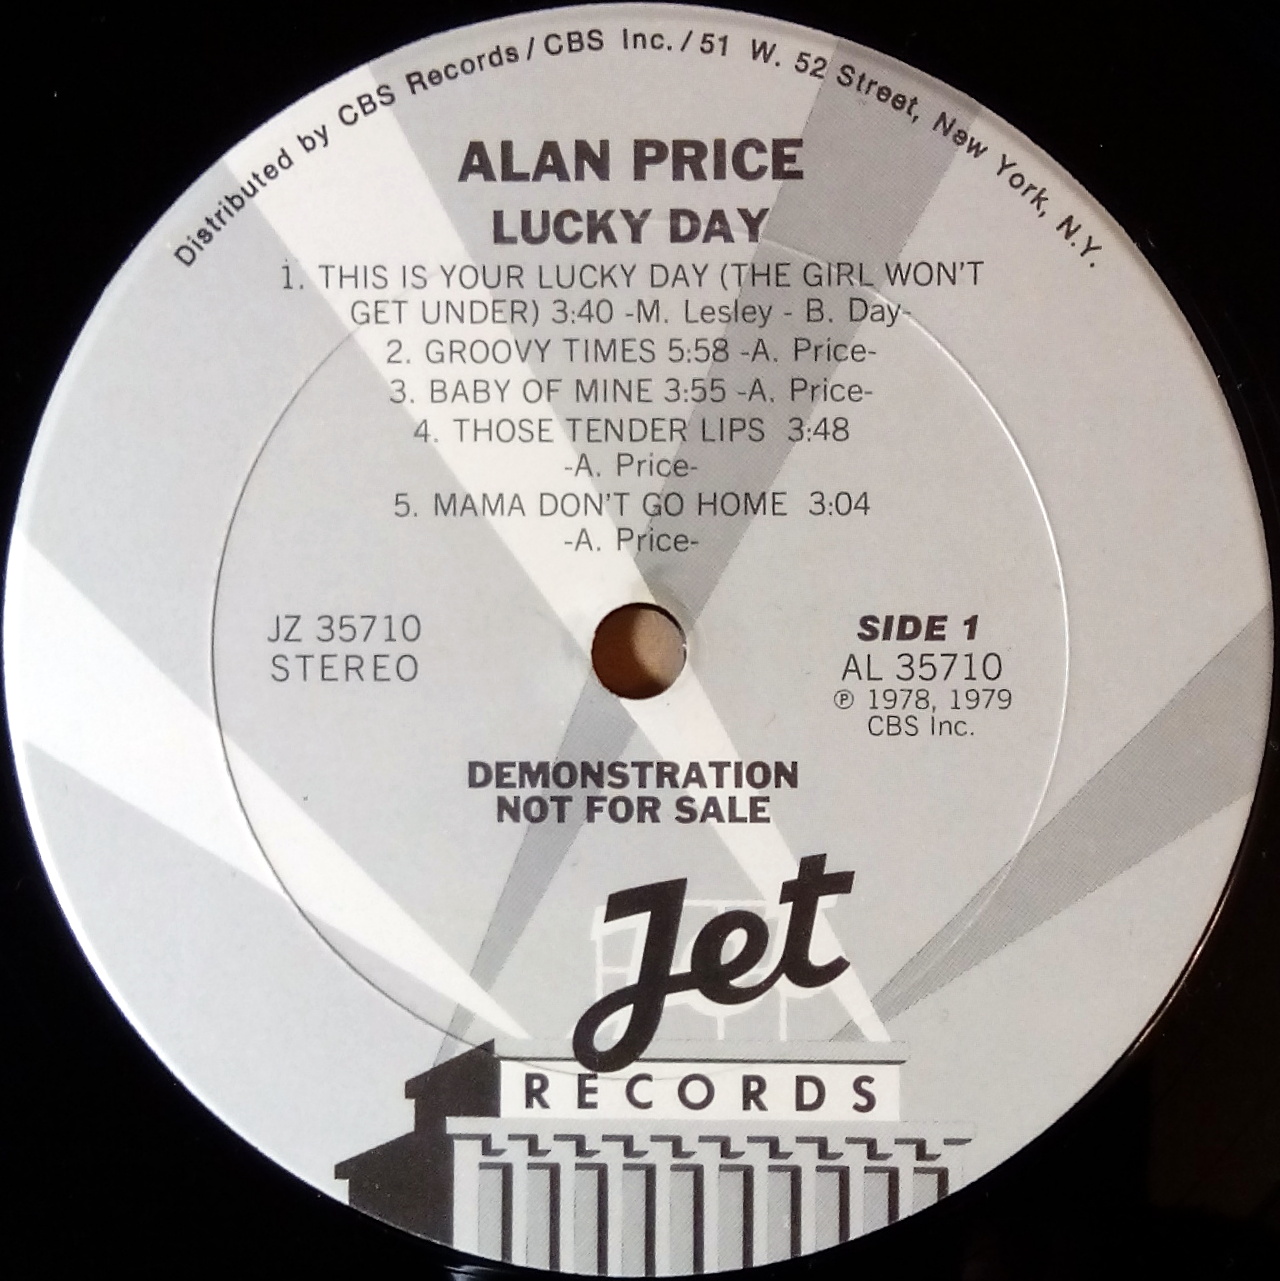 Distributed by CBS Records / CBS Inc. / 51 W. 52 Street, New York, N.Y.
ALAN PRICE
LUCKY DAY
1. THIS IS YOUR LUCKY DAY (THE GIRL WON'T
GET UNDER) 3:40 -M. Lesley - B. Day-
2. GROOVY TIMES 5:58 -A. Price-
3. BABY OF MINE 3:55 -A. Price-
4. THOSE TENDER LIPS 3:48
-A. Price-
5. MAMA DON'T GO HOME 3:04
-A. Price-
JZ 35710
STEREO
SIDE 1
AL 35710
℗ 1978, 1979
CBS Inc.
DEMONSTRATION
NOT FOR SALE
Jet
RECORDS